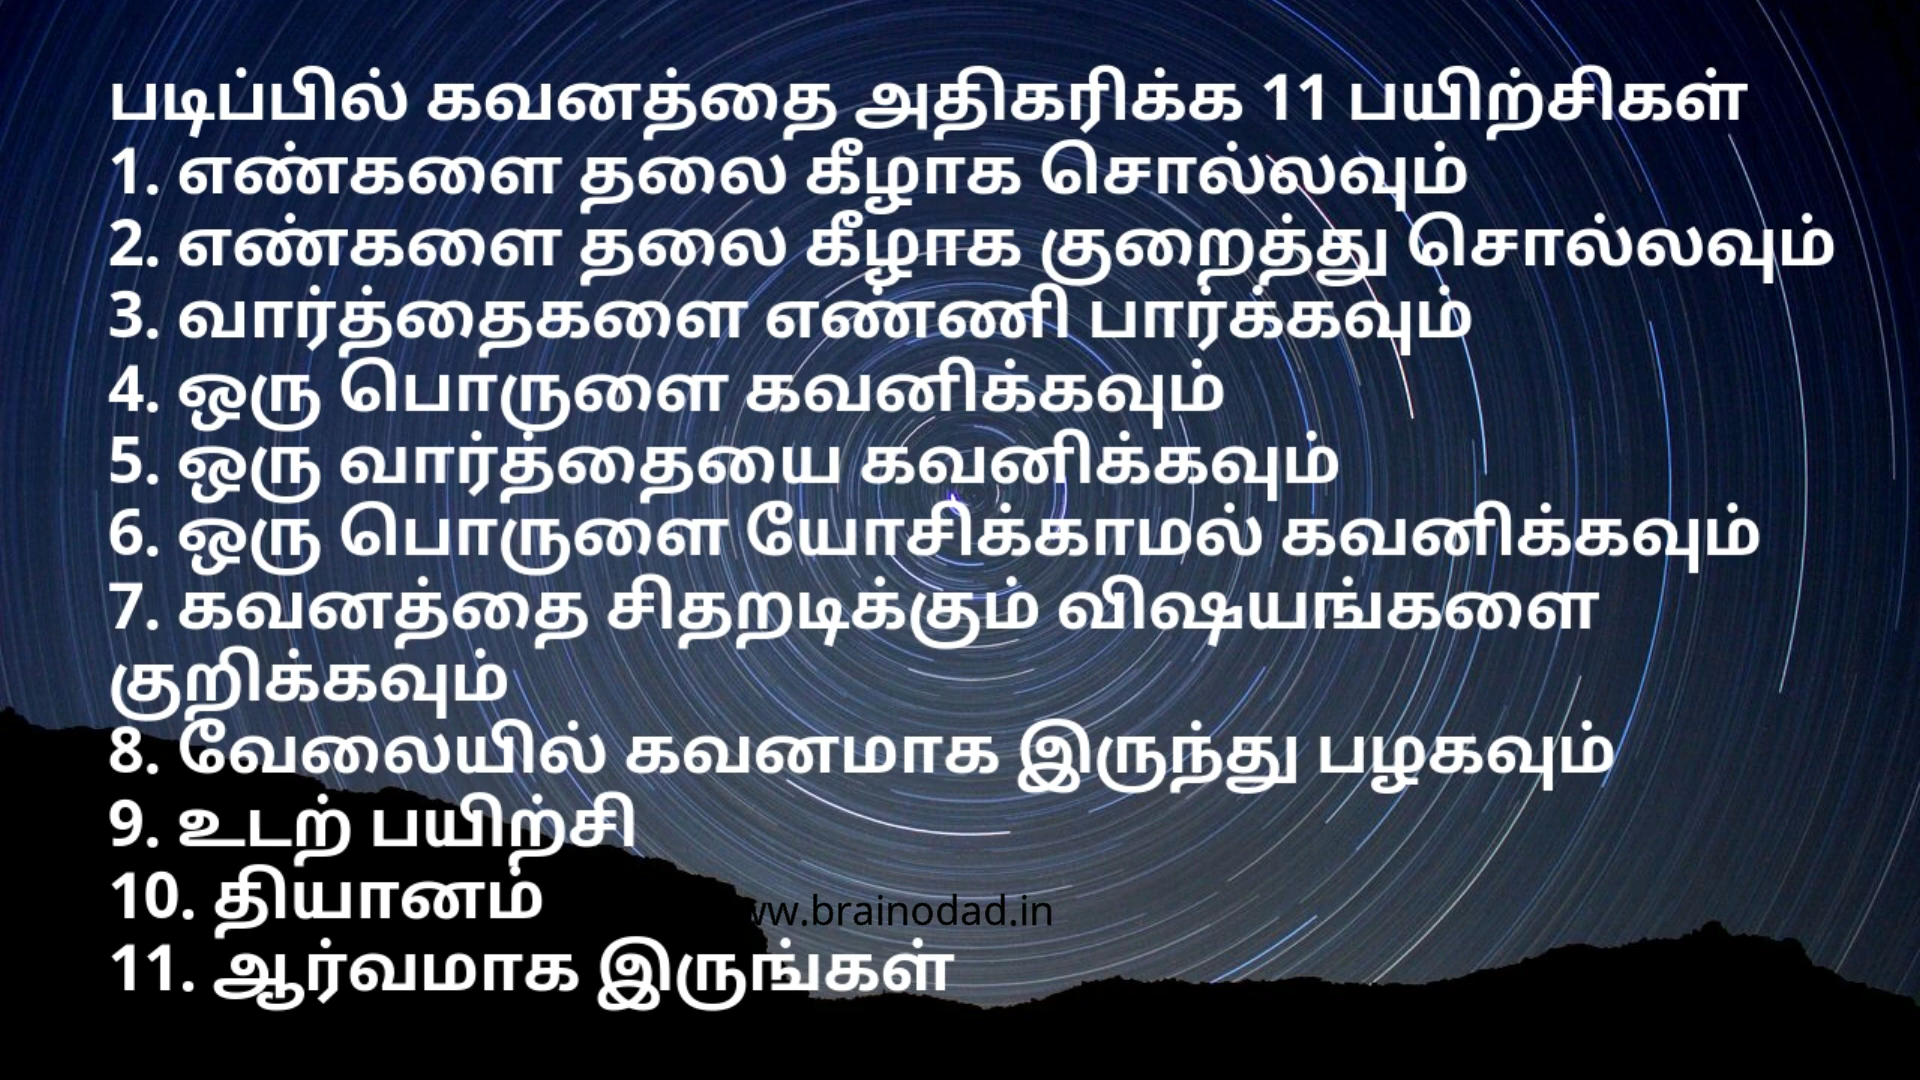 படிப்பில் கவனத்தை அதிகரிக்க 11 பயிற்சிகள்
1. எண்களை தலை கீழாக சொல்லவும்
2. எண்களை தலை கீழாக குறைத்து சொல்லவும்
3. வார்த்தைகளை எண்ணி பார்க்கவும்
4. ஒரு பொருளை கவனிக்கவும்
5. ஒரு வார்த்தையை கவனிக்கவும்
6. ஒரு பொருளை யோசிக்காமல் கவனிக்கவும்
7. கவனத்தை சிதறடிக்கும் விஷயங்களை
குறிக்கவும்
8. வேலையில் கவனமாக இருந்து பழகவும்
9. உடற் பயிற்சி
10. தியானம்
ww.brainodad.in
11. ஆர்வமாக இருங்கள்